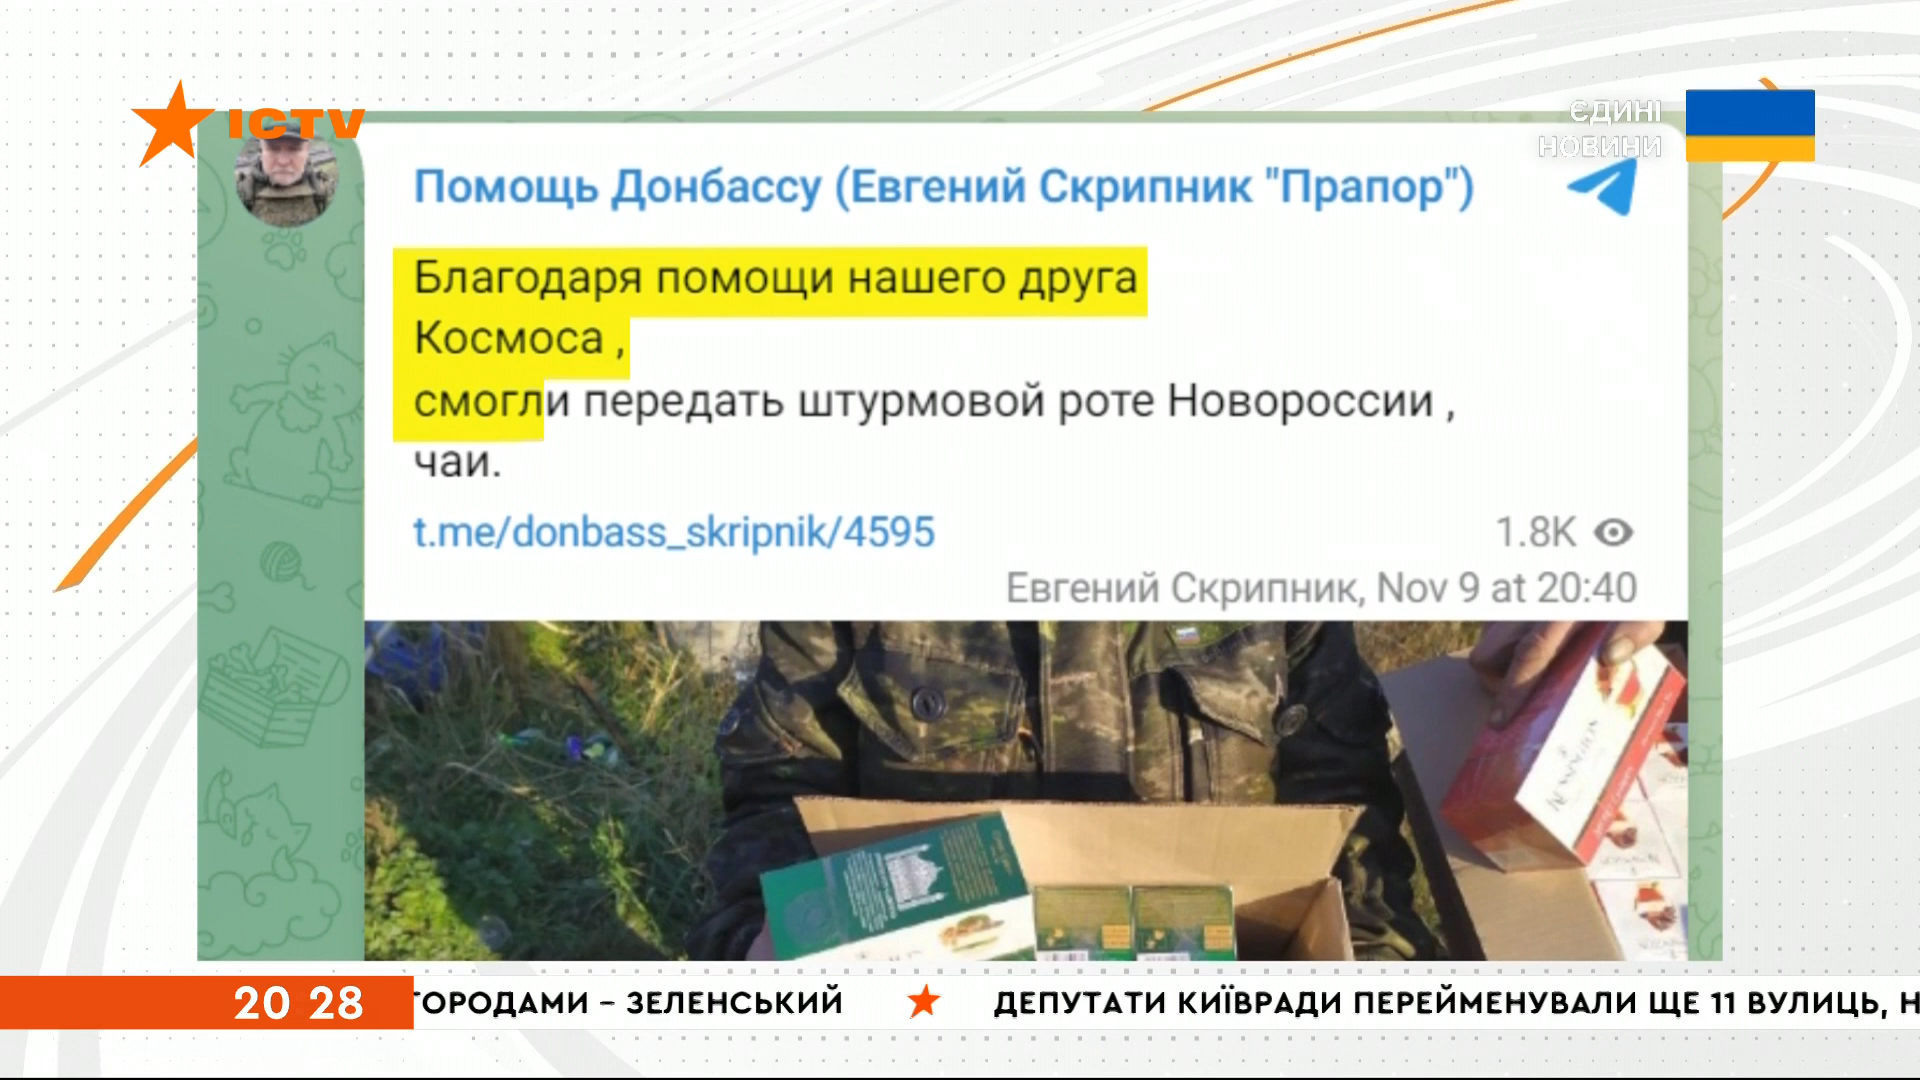 ICTV
ЄДИНІ
НОВИНИ
Помощь Донбассу (Евгений Скрипник "Прапор")
Благодаря помощи нашего друга
Космоса ,
смогли передать штурмовой роте Новороссии ,
чаи.
t.me/donbass_skripnik/4595
1.8K
Евгений Скрипник, Nov 9 at 20:40
20 28
ГОРОДАМИ – ЗЕЛЕНСЬКИЙ
ДЕПУТАТИ КИЇВРАДИ ПЕРЕЙМЕНУВАЛИ ЩЕ 11 ВУЛИЦЬ, Н